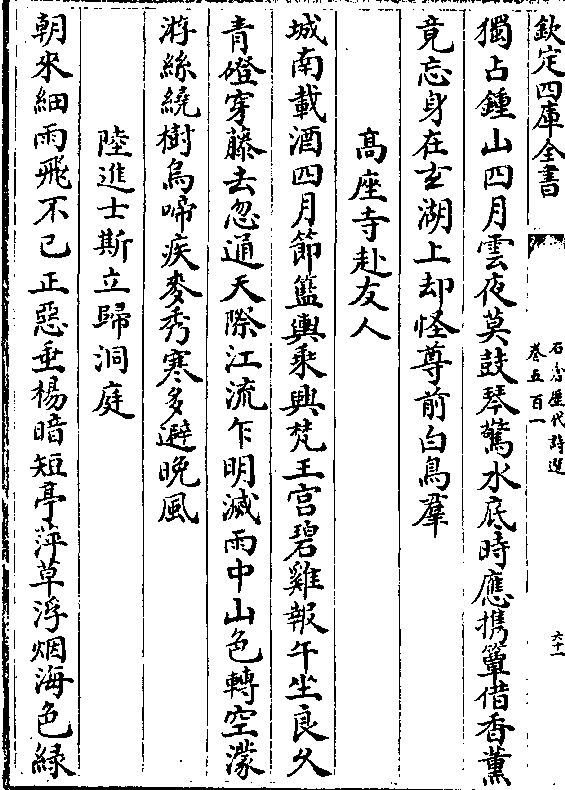 欽定四庫全書
石倉歷代詩選
卷五百一
六十一
獨占鍾山四月雲夜莫鼓琴驚水底時應携簟借香薰
竟忘身在玄湖上却怪尊前白鳥羣
高座寺赴友人
城南載酒四月節籃輿乘興梵王宫碧雞報午坐良久
青磴穿藤去忽通天際江流乍明滅雨中山色轉空濛
游絲繞樹烏啼疾麥秀寒多避晚風
陸進士斯立歸洞庭
朝來細雨飛不已正惡垂楊暗短亭萍草浮烟海色緑